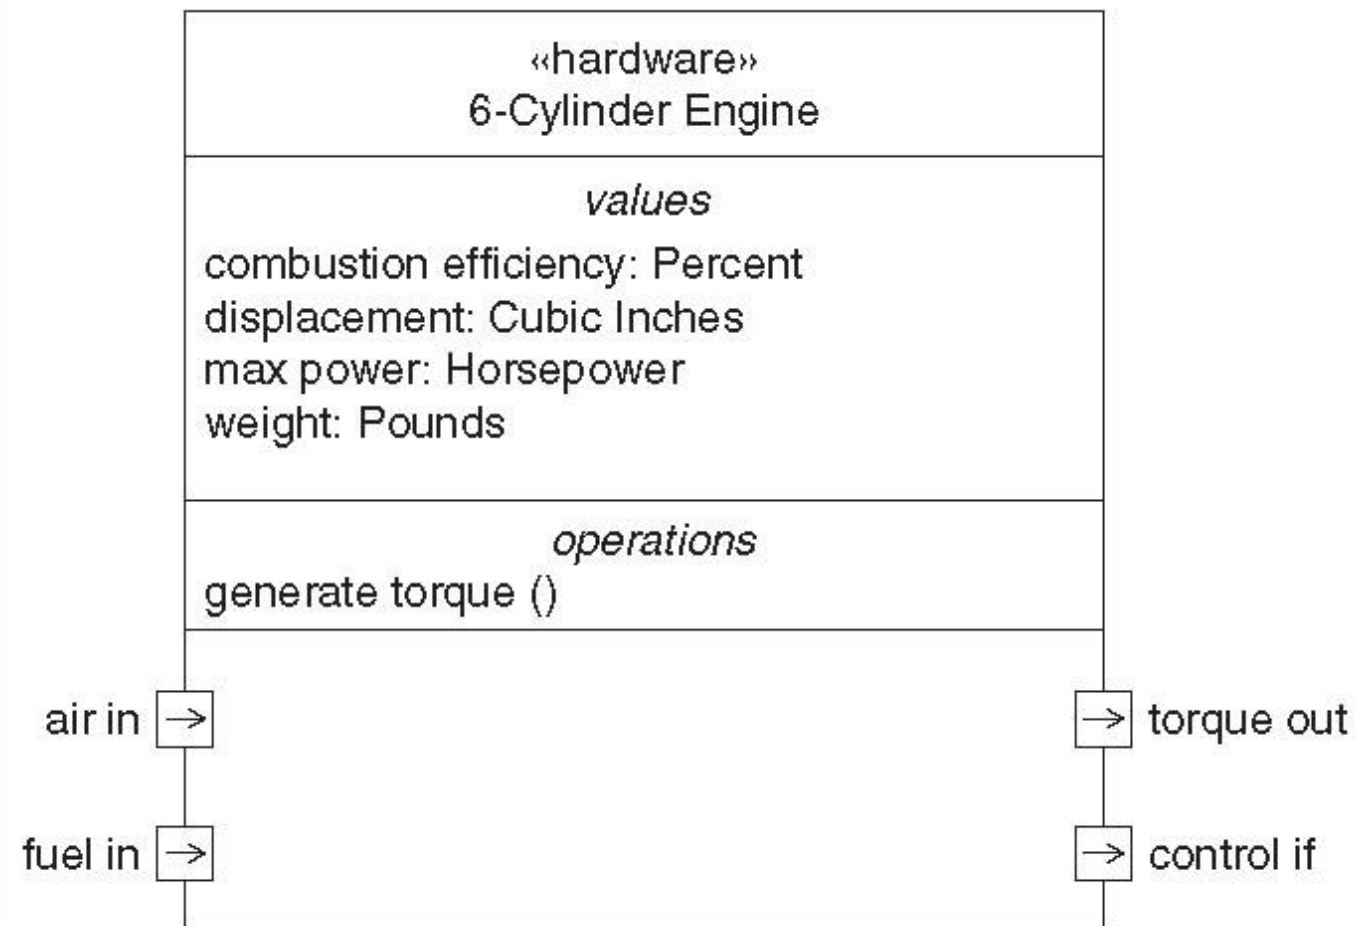 «hardware»
6-Cylinder Engine
values
combustion efficiency: Percent
displacement: Cubic Inches
max power: Horsepower
weight: Pounds
operations
generate torque ()
air in
torque out
fuel in
control if